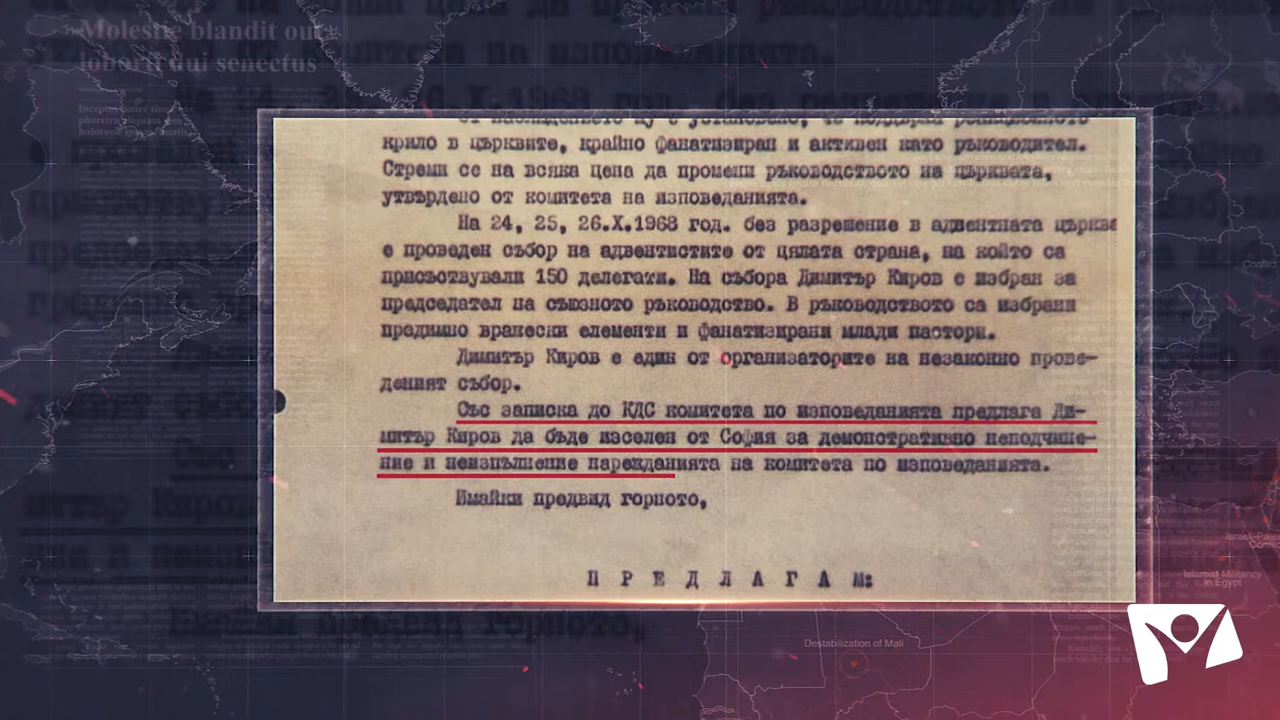 Molestie blandit
lobortis dui senectus
крило в църквите, крайно фанатизиран и активен като ръководител.
Стреми се на всяка цена да промени ръководството на църквата,
утвърдено от комитета на изповеданията.
На 24, 25, 26.X.1968 год. без разрешение в адвентната църква
е проведен събор на адвентистите от цялата страна, на който са
присъствували 150 делегати. На събора Димитър Киров е избран за
председател на съюзното ръководство. В ръководството са избрани
предимно вражески елементи и фанатизирани млади пастори.
Димитър Киров е един от организаторите на незаконно прове-
деният събор.
Със записка до КДС комитета по изповеданията предлага Ди-
митър Киров да бъде изселен от София за демонстративно неподчине-
ние и неизпълнение нарежданията на комитета по изповеданията.
Имайки предвид горното,
П Р Е Д Л А Г А М:
Islamist Militancy
in Egypt
Destabilization of Mali